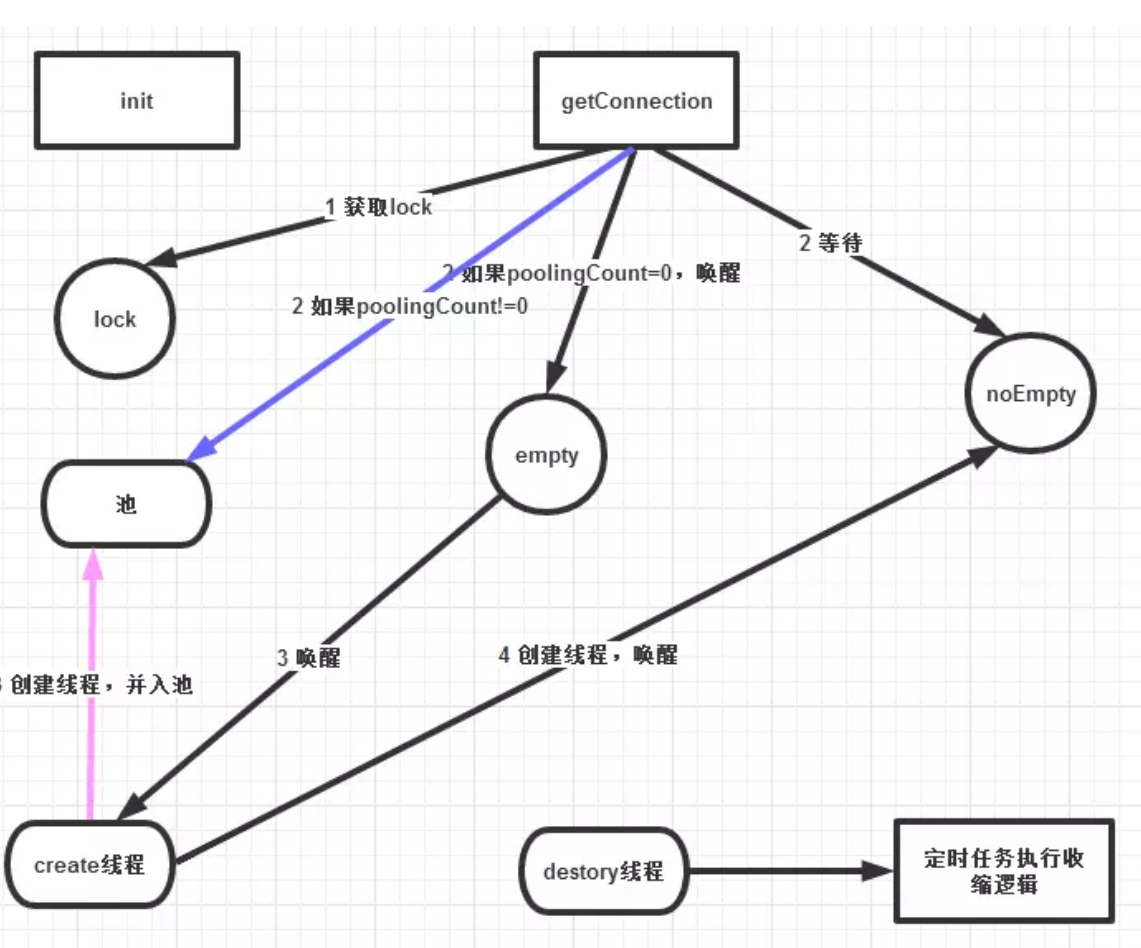 init
getConnection
1 获取lock
2 等待
2 如果poolingCount=0，唤醒
2 如果poolingCount!=0
lock
noEmpty
empty
池
3 唤醒
4 创建线程，唤醒
创建线程，并入池
create线程
destory线程
定时任务执行收
缩逻辑